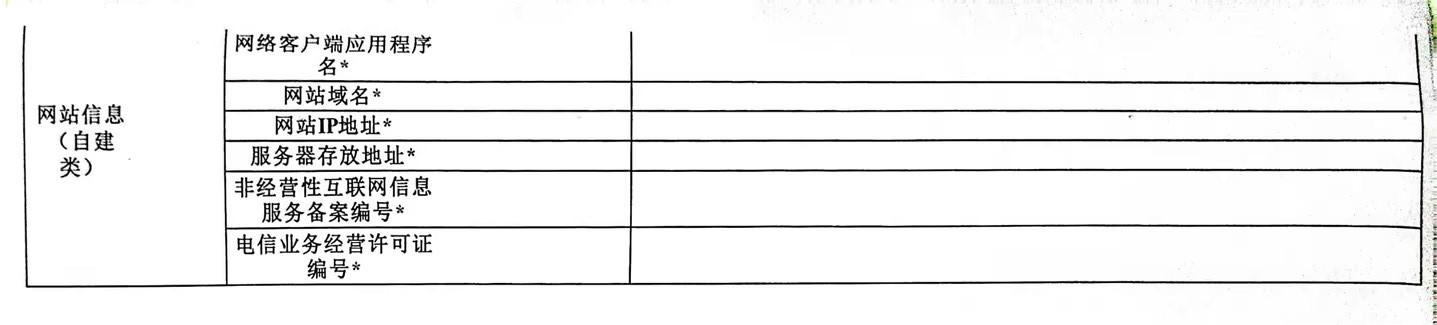 网络客户端应用程序
名*
网站域名*
网站信息
（自建
类）
网站IP地址*
服务器存放地址*
非经营性互联网信息
服务备案编号*
电信业务经营许可证
编号*